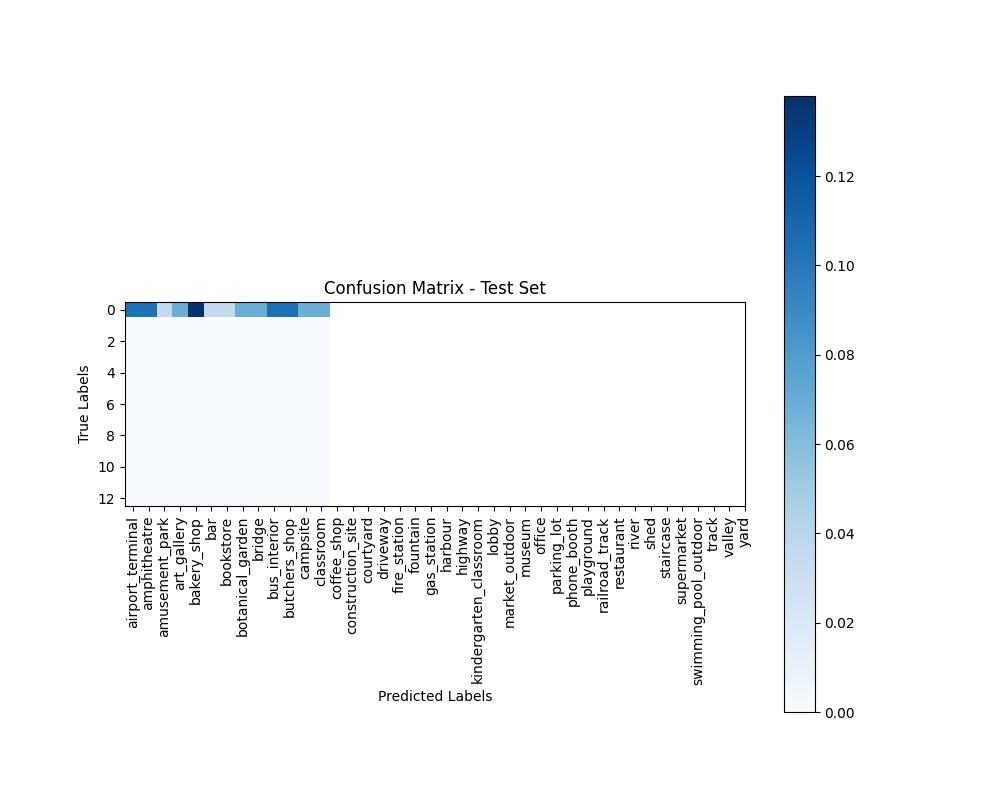 Confusion Matrix - Test Set
True Labels
0
2
4
6
8
10
12
airport_terminal
amphitheatre
amusement_park
art_gallery
bakery_shop
bar
bookstore
botanical_garden
bridge
bus_interior
butchers_shop
campsite
classroom
coffee_shop
construction_site
courtyard
driveway
fire_station
fountain
gas_station
harbour
highway
kindergarten_classroom
lobby
market_outdoor
museum
office
parking_lot
phone_booth
playground
railroad_track
restaurant
river
shed
staircase
supermarket
swimming_pool_outdoor
track
valley
yard
Predicted Labels
0.12
0.10
0.08
0.06
0.04
0.02
0.00